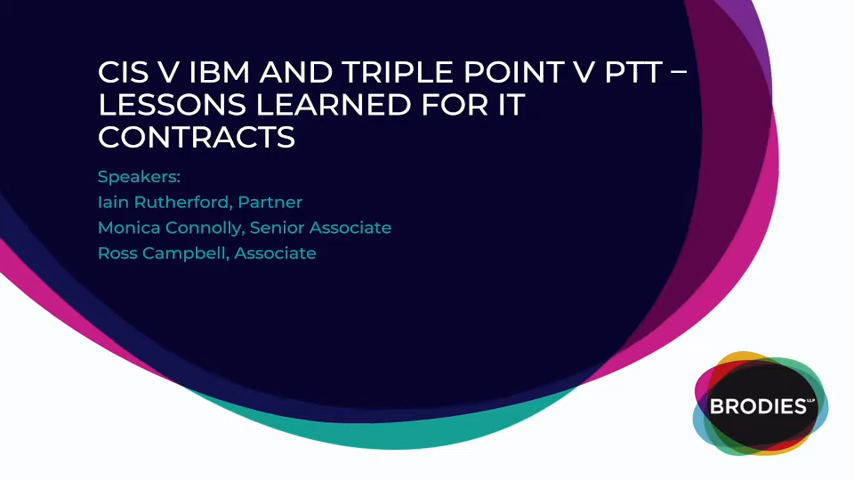 CIS V IBM AND TRIPLE POINT V PTT –
LESSONS LEARNED FOR IT
CONTRACTS
Speakers:
Iain Rutherford, Partner
Monica Connolly, Senior Associate
Ross Campbell, Associate
BRODIES LLP